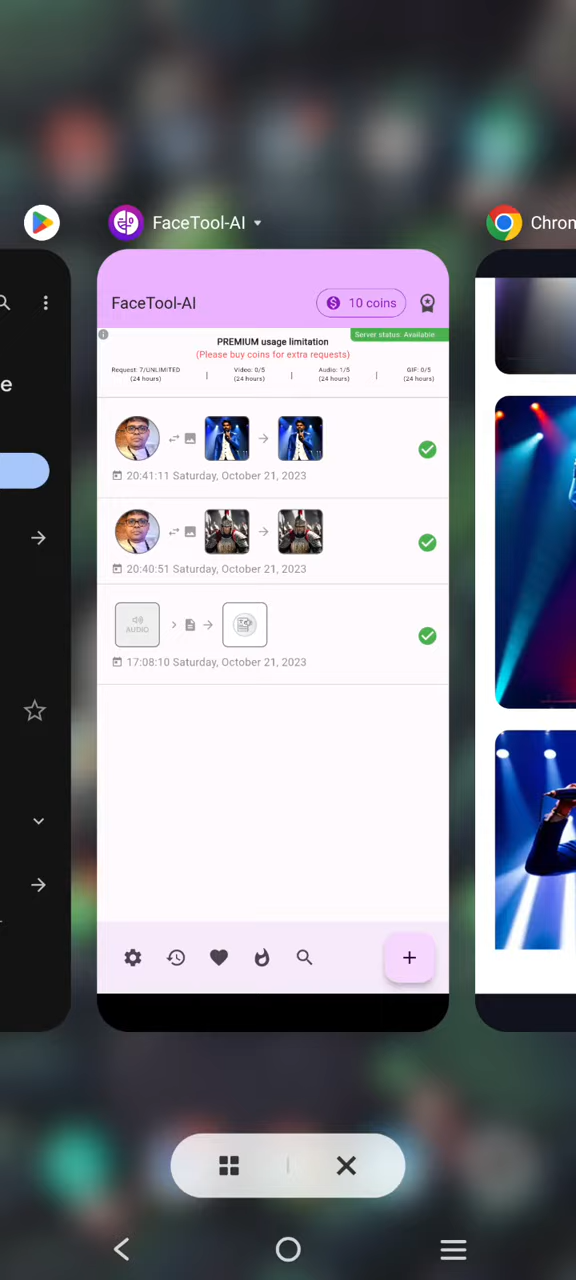 FaceTool-AI
Chrom
FaceTool-AI
10 coins
e
Server status: Available
PREMIUM usage limitation
(Please buy coins for extra requests)
Request: 7/UNLIMITED | Video: 0/5 | Audio: 1/5 | GIF: 0/5
(24 hours) (24 hours) (24 hours) (24 hours)
20:41:11 Saturday, October 21, 2023
20:40:51 Saturday, October 21, 2023
AUDIO
17:08:10 Saturday, October 21, 2023